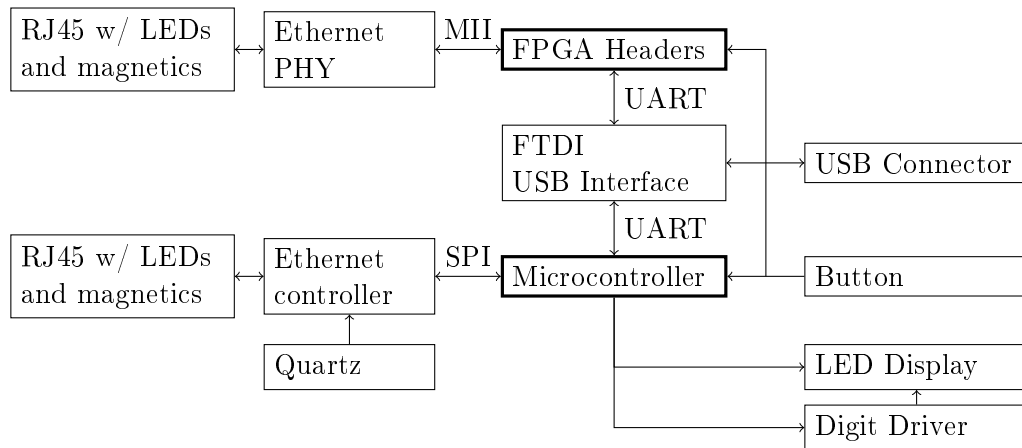 RJ45 w/ LEDs
and magnetics
Ethernet
PHY
MII
FPGA Headers
UART
FTDI
USB Interface
USB Connector
UART
RJ45 w/ LEDs
and magnetics
Ethernet
controller
SPI
Microcontroller
Button
Quartz
LED Display
Digit Driver